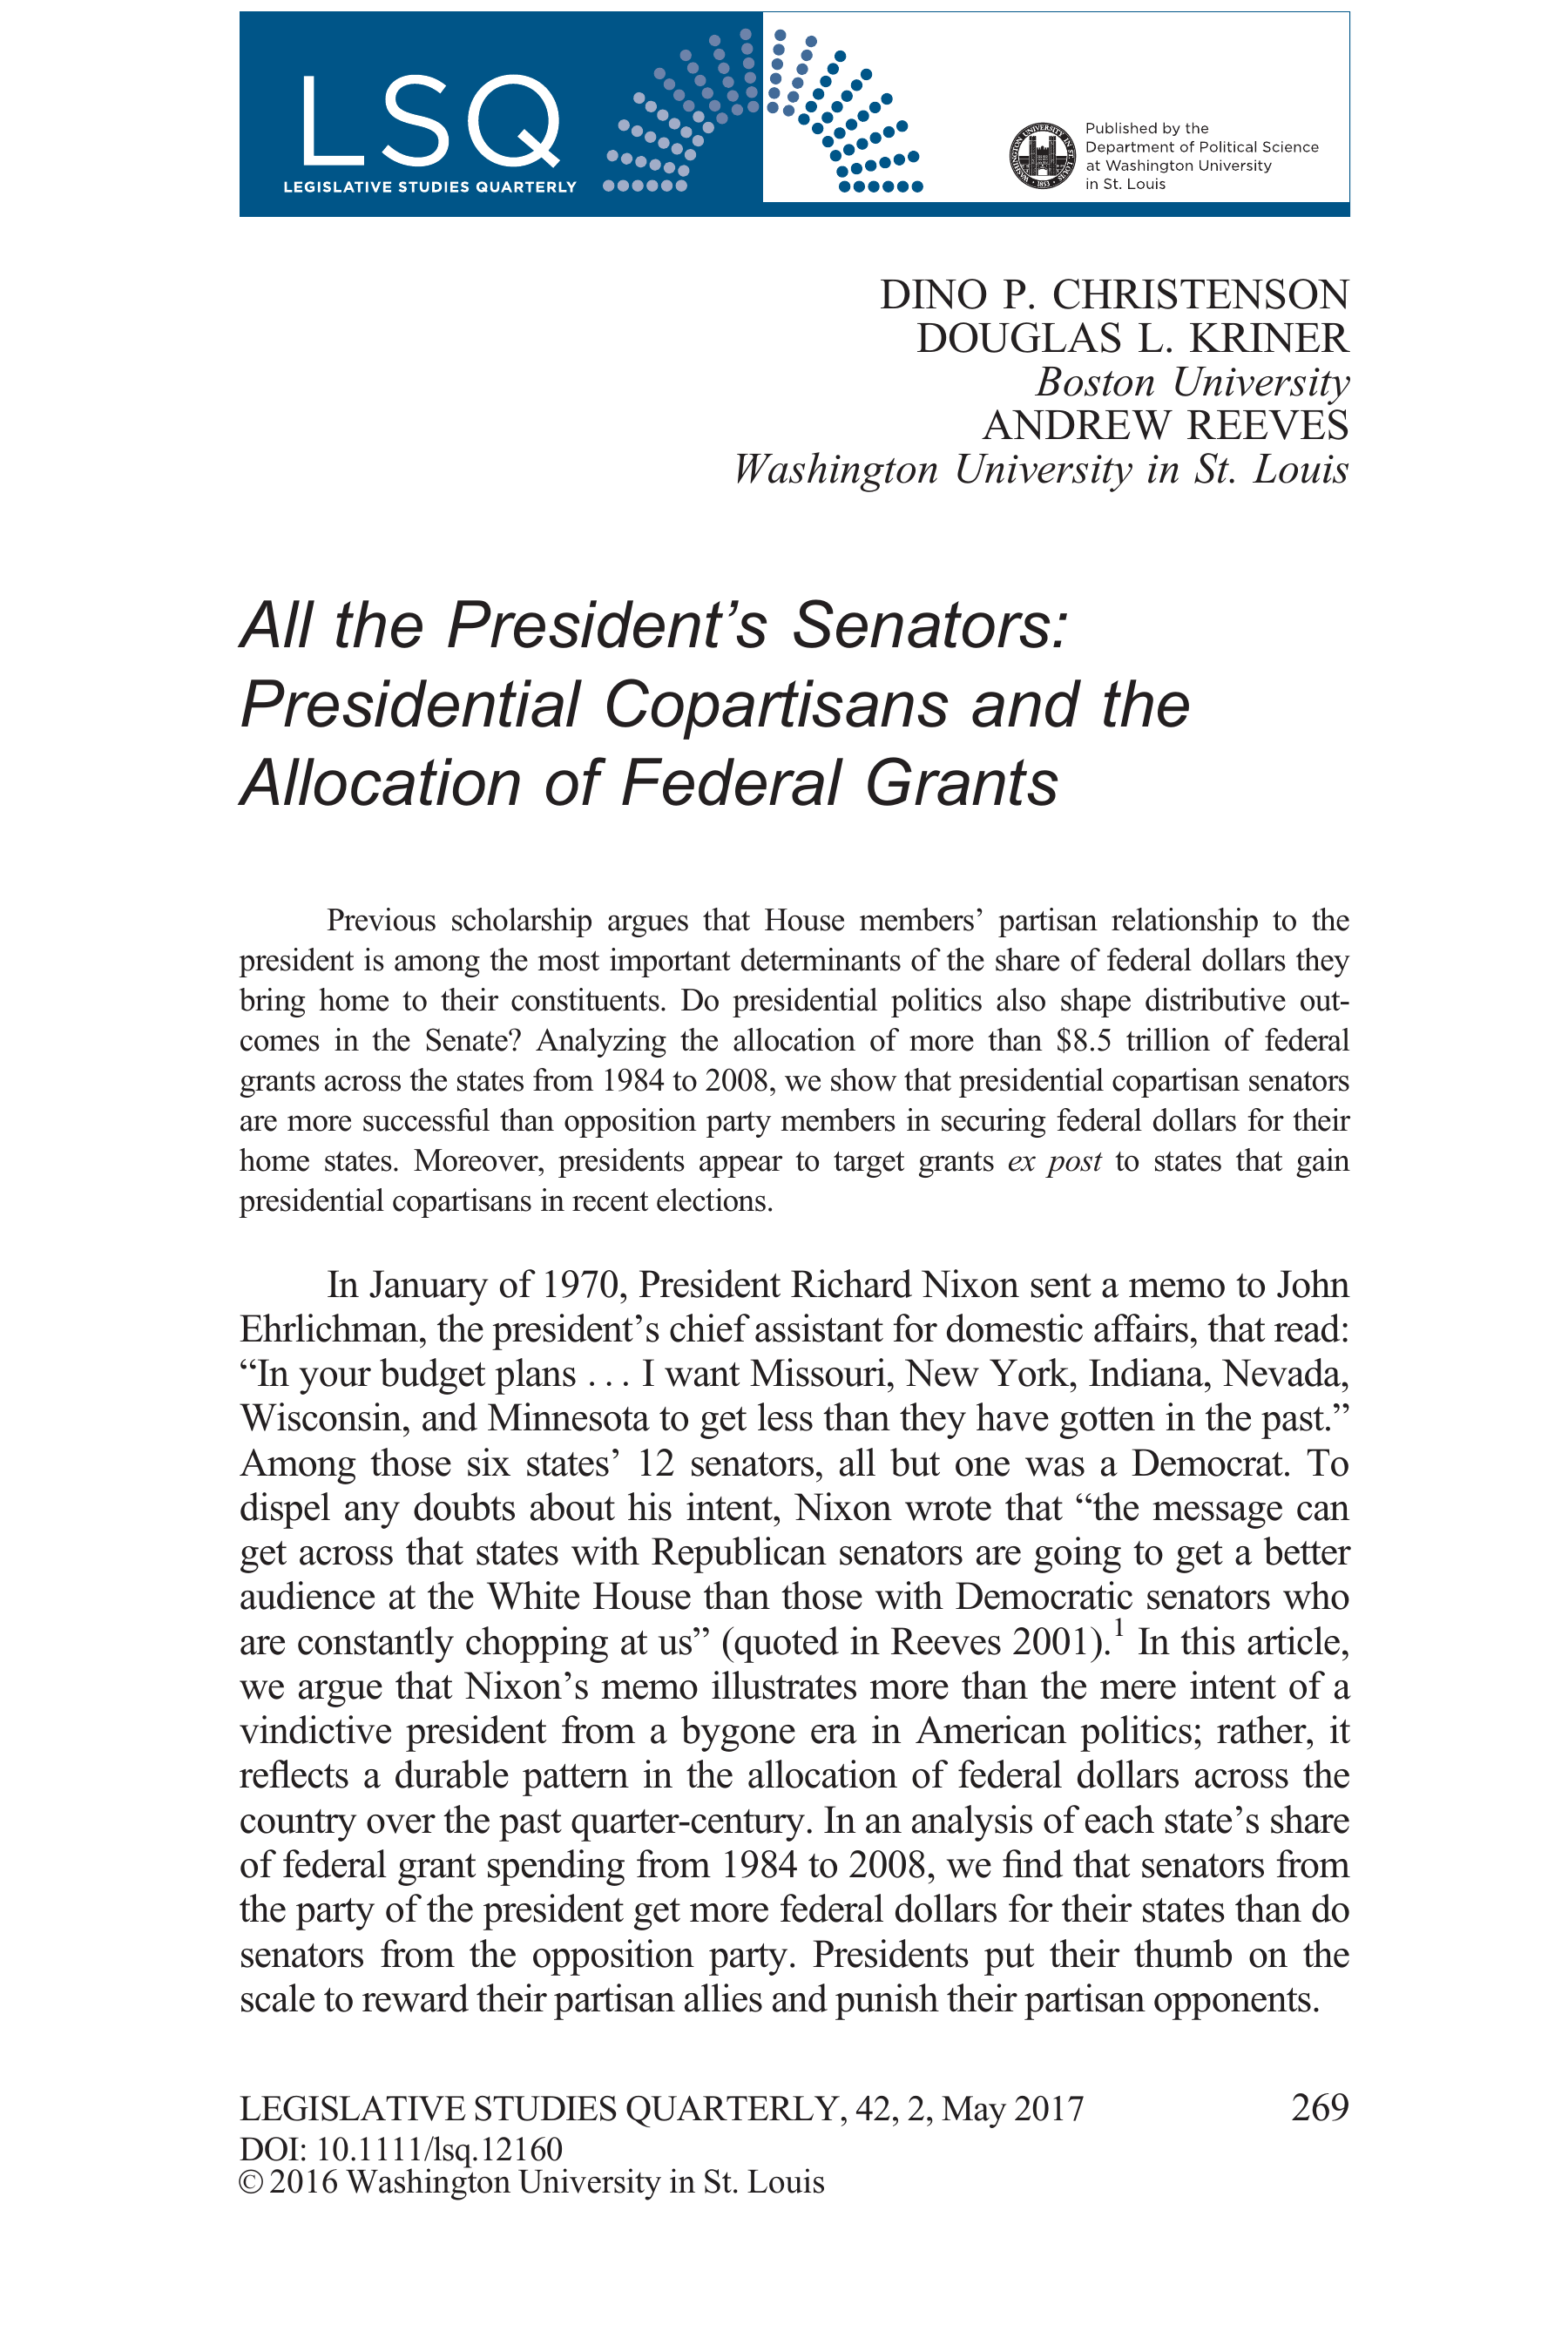 LSQ
LEGISLATIVE STUDIES QUARTERLY
Published by the
Department of Political Science
at Washington University
in St. Louis
DINO P. CHRISTENSON
DOUGLAS L. KRINER
Boston University
ANDREW REEVES
Washington University in St. Louis
All the President’s Senators:
Presidential Copartisans and the
Allocation of Federal Grants
Previous scholarship argues that House members’ partisan relationship to the
president is among the most important determinants of the share of federal dollars they
bring home to their constituents. Do presidential politics also shape distributive out-
comes in the Senate? Analyzing the allocation of more than $8.5 trillion of federal
grants across the states from 1984 to 2008, we show that presidential copartisan senators
are more successful than opposition party members in securing federal dollars for their
home states. Moreover, presidents appear to target grants ex post to states that gain
presidential copartisans in recent elections.
In January of 1970, President Richard Nixon sent a memo to John
Ehrlichman, the president’s chief assistant for domestic affairs, that read:
“In your budget plans . . . I want Missouri, New York, Indiana, Nevada,
Wisconsin, and Minnesota to get less than they have gotten in the past.”
Among those six states’ 12 senators, all but one was a Democrat. To
dispel any doubts about his intent, Nixon wrote that “the message can
get across that states with Republican senators are going to get a better
audience at the White House than those with Democratic senators who
are constantly chopping at us” (quoted in Reeves 2001).1 In this article,
we argue that Nixon’s memo illustrates more than the mere intent of a
vindictive president from a bygone era in American politics; rather, it
reflects a durable pattern in the allocation of federal dollars across the
country over the past quarter-century. In an analysis of each state’s share
of federal grant spending from 1984 to 2008, we find that senators from
the party of the president get more federal dollars for their states than do
senators from the opposition party. Presidents put their thumb on the
scale to reward their partisan allies and punish their partisan opponents.
LEGISLATIVE STUDIES QUARTERLY, 42, 2, May 2017 269
DOI: 10.1111/lsq.12160
© 2016 Washington University in St. Louis